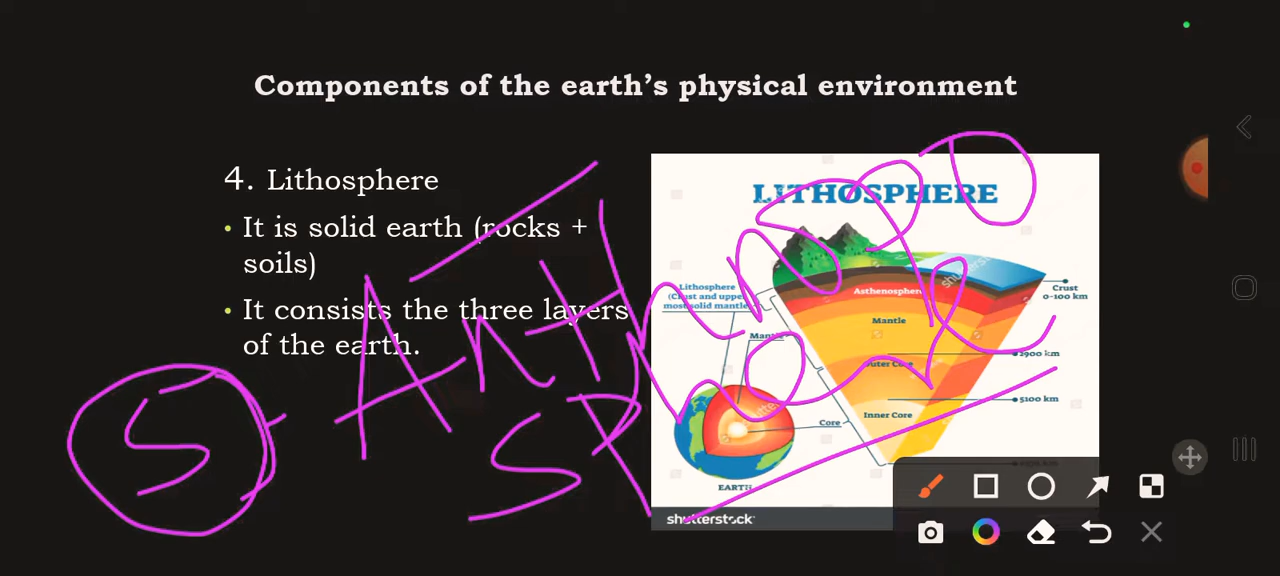 Components of the earth's physical environment
4. Lithosphere
• It is solid earth (rocks + soils)
• It consists the three layers of the earth.
LITHOSPHERE
Lithosphere
(Crust and upper
most solid mantle)
Asthenosphere
Crust
0-100 km
Mantle
Mantle
2900 km
Outer Core
5100 km
Inner Core
Core
EARTH
shutterstock
5